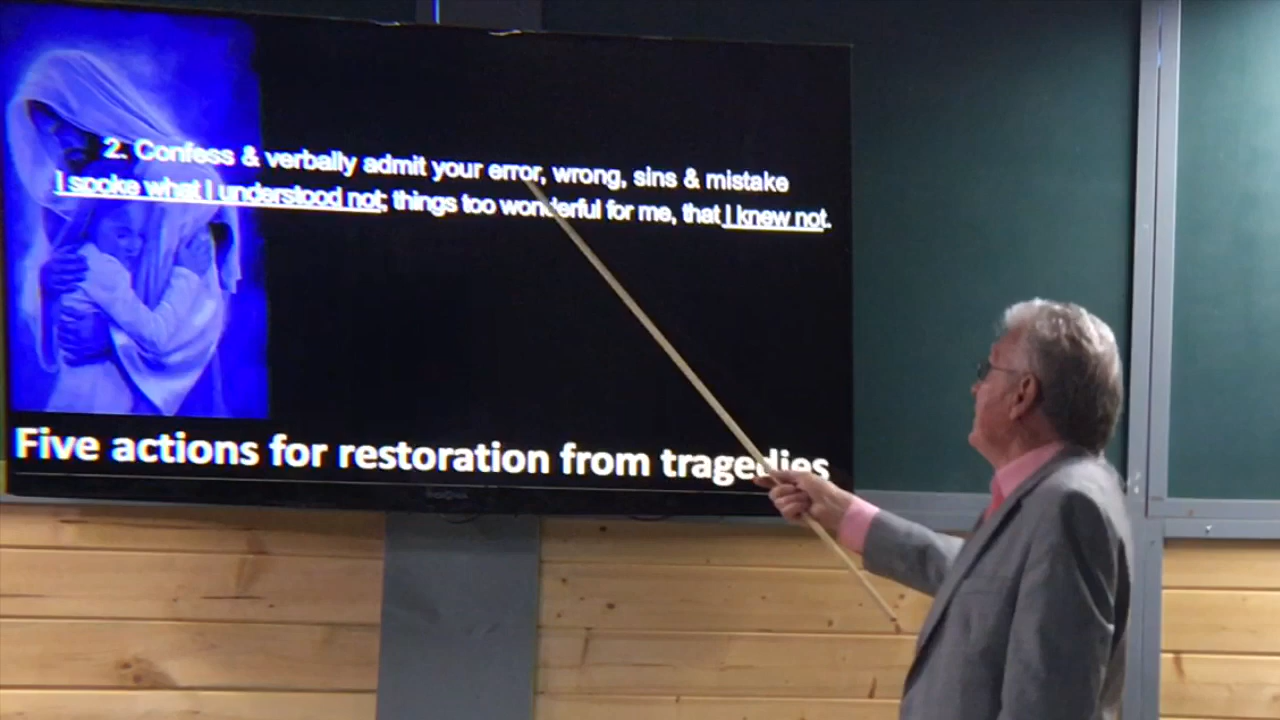 2. Confess & verbally admit your error, wrong, sins & mistake
I spoke what I understood not; things too wonderful for me, that I knew not.
Five actions for restoration from tragedies